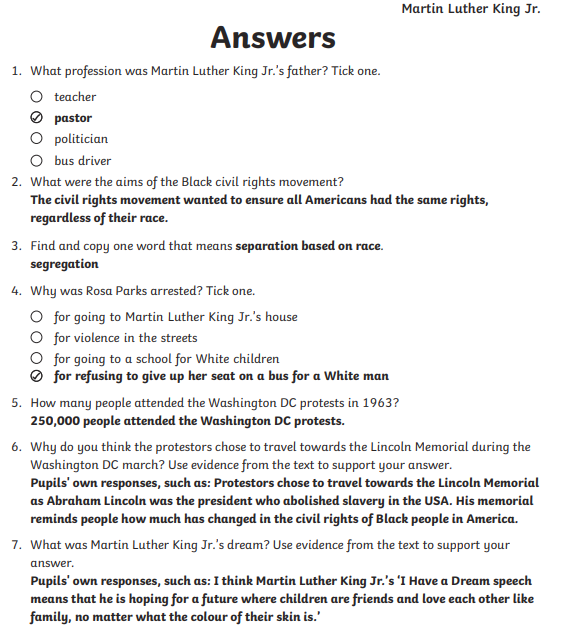 Martin Luther King Jr.
Answers
1. What profession was Martin Luther King Jr.'s father? Tick one.
teacher
pastor
politician
bus driver
2. What were the aims of the Black civil rights movement?
The civil rights movement wanted to ensure all Americans had the same rights,
regardless of their race.
3. Find and copy one word that means separation based on race.
segregation
4. Why was Rosa Parks arrested? Tick one.
for going to Martin Luther King Jr.'s house
for violence in the streets
for going to a school for White children
for refusing to give up her seat on a bus for a White man
5. How many people attended the Washington DC protests in 1963?
250,000 people attended the Washington DC protests.
6. Why do you think the protestors chose to travel towards the Lincoln Memorial during the
Washington DC march? Use evidence from the text to support your answer.
Pupils' own responses, such as: Protestors chose to travel towards the Lincoln Memorial
as Abraham Lincoln was the president who abolished slavery in the USA. His memorial
reminds people how much has changed in the civil rights of Black people in America.
7. What was Martin Luther King Jr.'s dream? Use evidence from the text to support your
answer.
Pupils' own responses, such as: I think Martin Luther King Jr.'s 'I Have a Dream speech
means that he is hoping for a future where children are friends and love each other like
family, no matter what the colour of their skin is.'